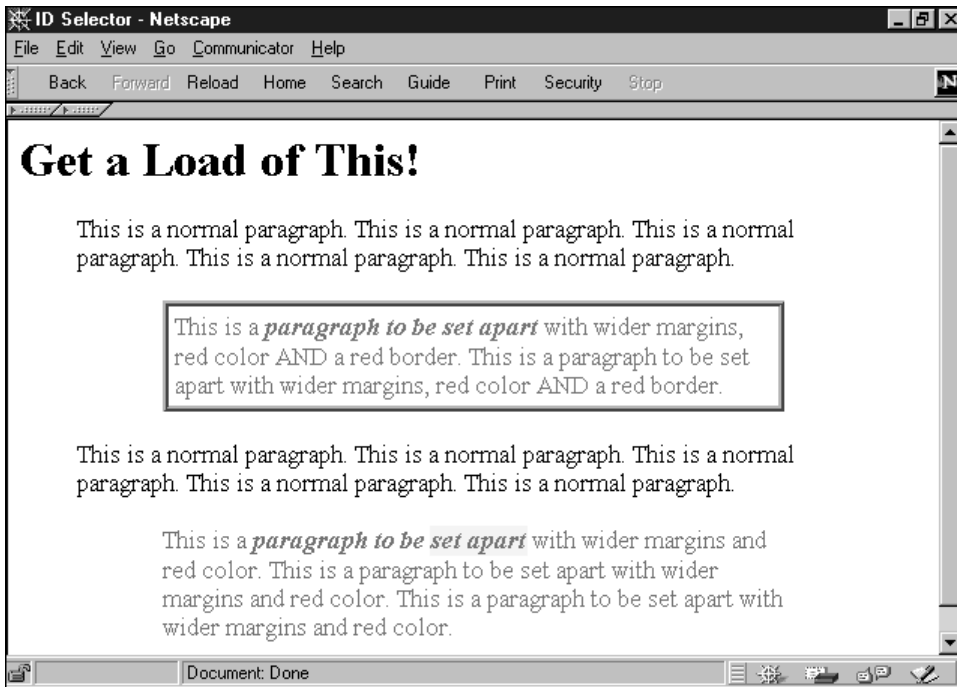 ID Selector - Netscape
File Edit View Go Communicator Help
Back Forward Reload Home Search Guide Print Security Stop
N
Get a Load of This!
This is a normal paragraph. This is a normal paragraph. This is a normal
paragraph. This is a normal paragraph. This is a normal paragraph.
This is a paragraph to be set apart with wider margins,
red color AND a red border. This is a paragraph to be set
apart with wider margins, red color AND a red border.
This is a normal paragraph. This is a normal paragraph. This is a normal
paragraph. This is a normal paragraph. This is a normal paragraph.
This is a paragraph to be set apart with wider margins and
red color. This is a paragraph to be set apart with wider
margins and red color. This is a paragraph to be set apart with
wider margins and red color.
Document: Done